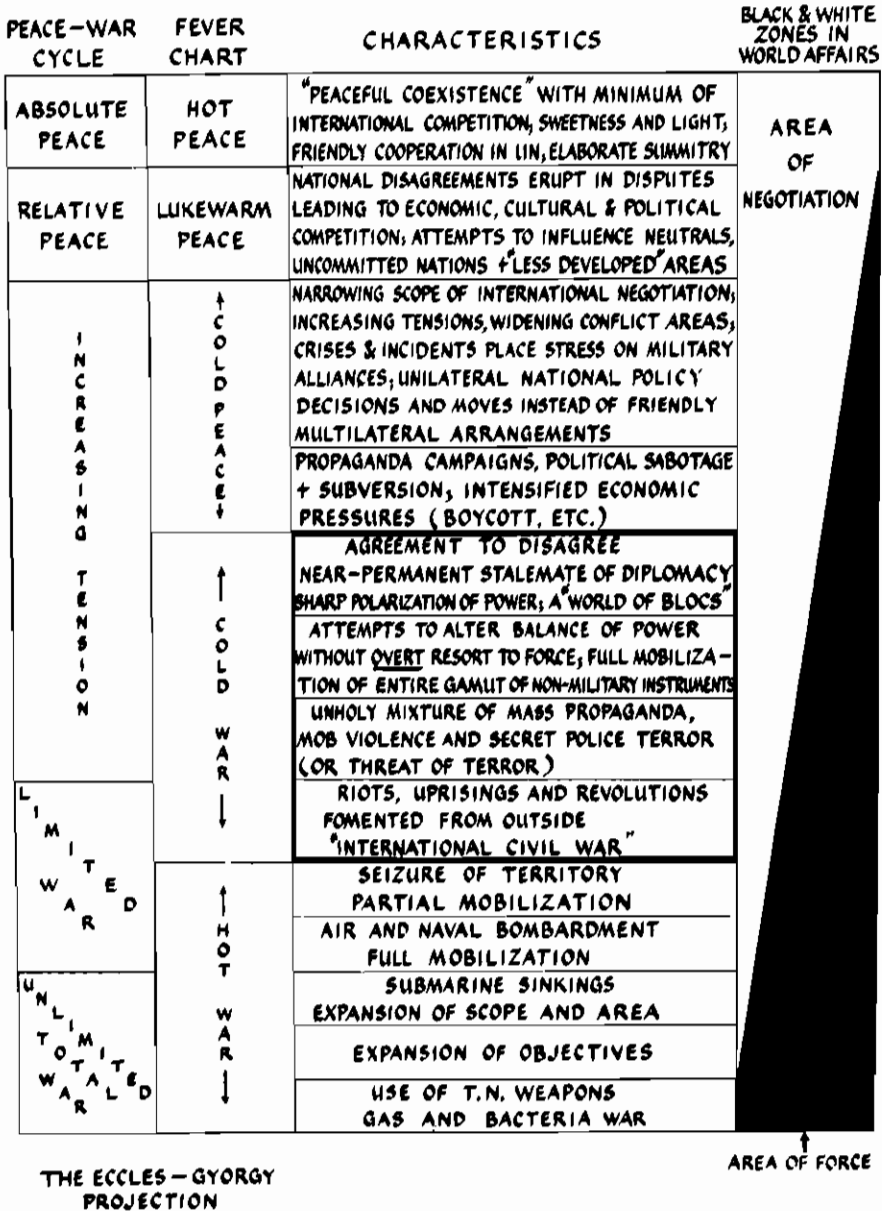 PEACE–WAR CYCLE
FEVER CHART
CHARACTERISTICS
BLACK & WHITE ZONES IN WORLD AFFAIRS
ABSOLUTE PEACE
HOT PEACE
"PEACEFUL COEXISTENCE" WITH MINIMUM OF
INTERNATIONAL COMPETITION, SWEETNESS AND LIGHT,
FRIENDLY COOPERATION IN UN, ELABORATE SUMMITRY
AREA
OF
NEGOTIATION
RELATIVE PEACE
LUKEWARM PEACE
NATIONAL DISAGREEMENTS ERUPT IN DISPUTES
LEADING TO ECONOMIC, CULTURAL & POLITICAL
COMPETITION; ATTEMPTS TO INFLUENCE NEUTRALS,
UNCOMMITTED NATIONS + "LESS DEVELOPED" AREAS
INCREASING TENSION
COLD PEACE
NARROWING SCOPE OF INTERNATIONAL NEGOTIATION;
INCREASING TENSIONS, WIDENING CONFLICT AREAS;
CRISES & INCIDENTS PLACE STRESS ON MILITARY
ALLIANCES; UNILATERAL NATIONAL POLICY
DECISIONS AND MOVES INSTEAD OF FRIENDLY
MULTILATERAL ARRANGEMENTS
PROPAGANDA CAMPAIGNS, POLITICAL SABOTAGE
+ SUBVERSION; INTENSIFIED ECONOMIC
PRESSURES (BOYCOTT, ETC.)
COLD WAR
AGREEMENT TO DISAGREE
NEAR-PERMANENT STALEMATE OF DIPLOMACY
SHARP POLARIZATION OF POWER; A "WORLD OF BLOCS"
ATTEMPTS TO ALTER BALANCE OF POWER
WITHOUT OVERT RESORT TO FORCE; FULL MOBILIZA–
TION OF ENTIRE GAMUT OF NON-MILITARY INSTRUMENTS
UNHOLY MIXTURE OF MASS PROPAGANDA,
MOB VIOLENCE AND SECRET POLICE TERROR
(OR THREAT OF TERROR)
LIMITED WAR
RIOTS, UPRISINGS AND REVOLUTIONS
FOMENTED FROM OUTSIDE
"INTERNATIONAL CIVIL WAR"
HOT WAR
SEIZURE OF TERRITORY
PARTIAL MOBILIZATION
AIR AND NAVAL BOMBARDMENT
FULL MOBILIZATION
UNLIMITED TOTAL WAR
SUBMARINE SINKINGS
EXPANSION OF SCOPE AND AREA
EXPANSION OF OBJECTIVES
USE OF T.N. WEAPONS
GAS AND BACTERIA WAR
AREA OF FORCE
THE ECCLES–GYORGY
PROJECTION